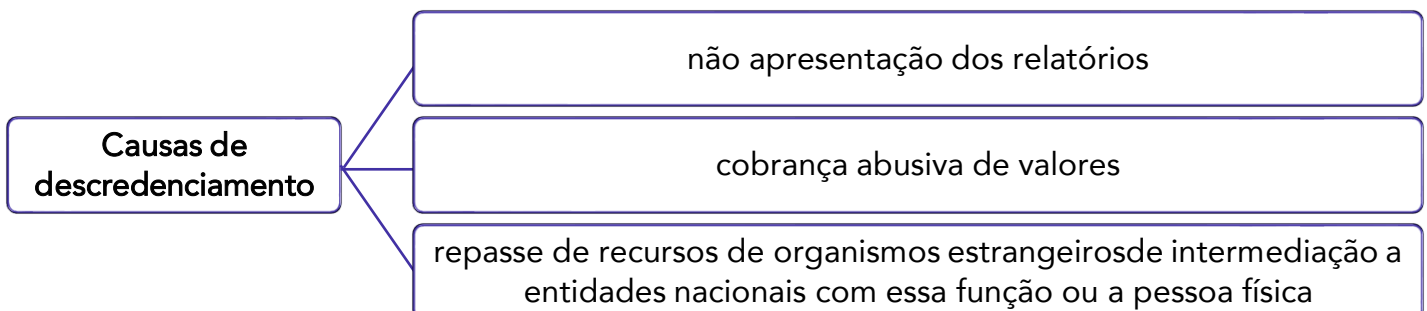 não apresentação dos relatórios
Causas de
descredenciamento
cobrança abusiva de valores
repasse de recursos de organismos estrangeirosde intermediação a
entidades nacionais com essa função ou a pessoa física